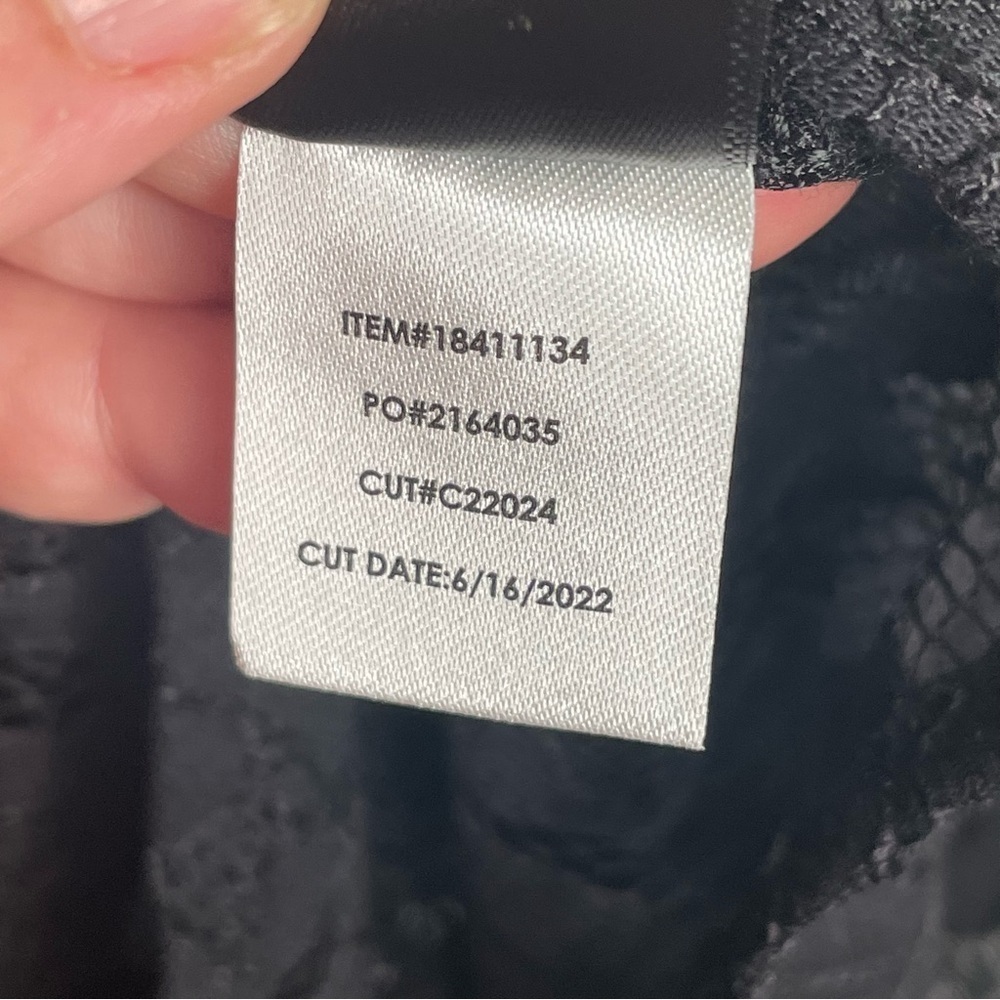 ITEM#18411134
PO#2164035
CUT#C22024
CUT DATE:6/16/2022